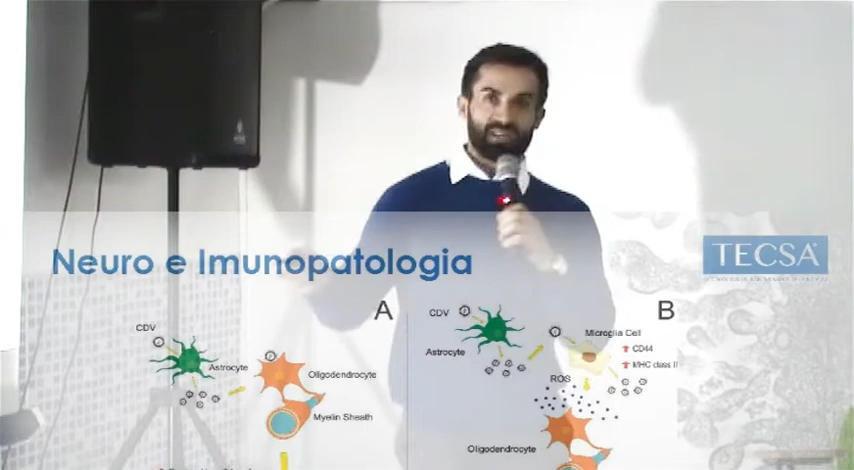 Neuro e Imunopatologia
TECSA
A
CDV
Astrocyte
Oligodendrocyte
Myelin Sheath
B
CDV
Astrocyte
Microglia Cell
CD44
MHC class II
ROS
Oligodendrocyte